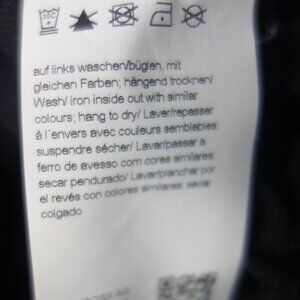 30C
auf links waschen/bügeln, mit
gleichen Farben; hängend trocknen/
Wash/ iron inside out with similar
colours; hang to dry/ Laver/repasser
à l'envers avec couleurs semblables;
suspendre sécher/ Lavar/passar a
ferro de avesso com cores similares;
secar pendurado/ Lavar/planchar por
el revés con colores similares; secar
colgado